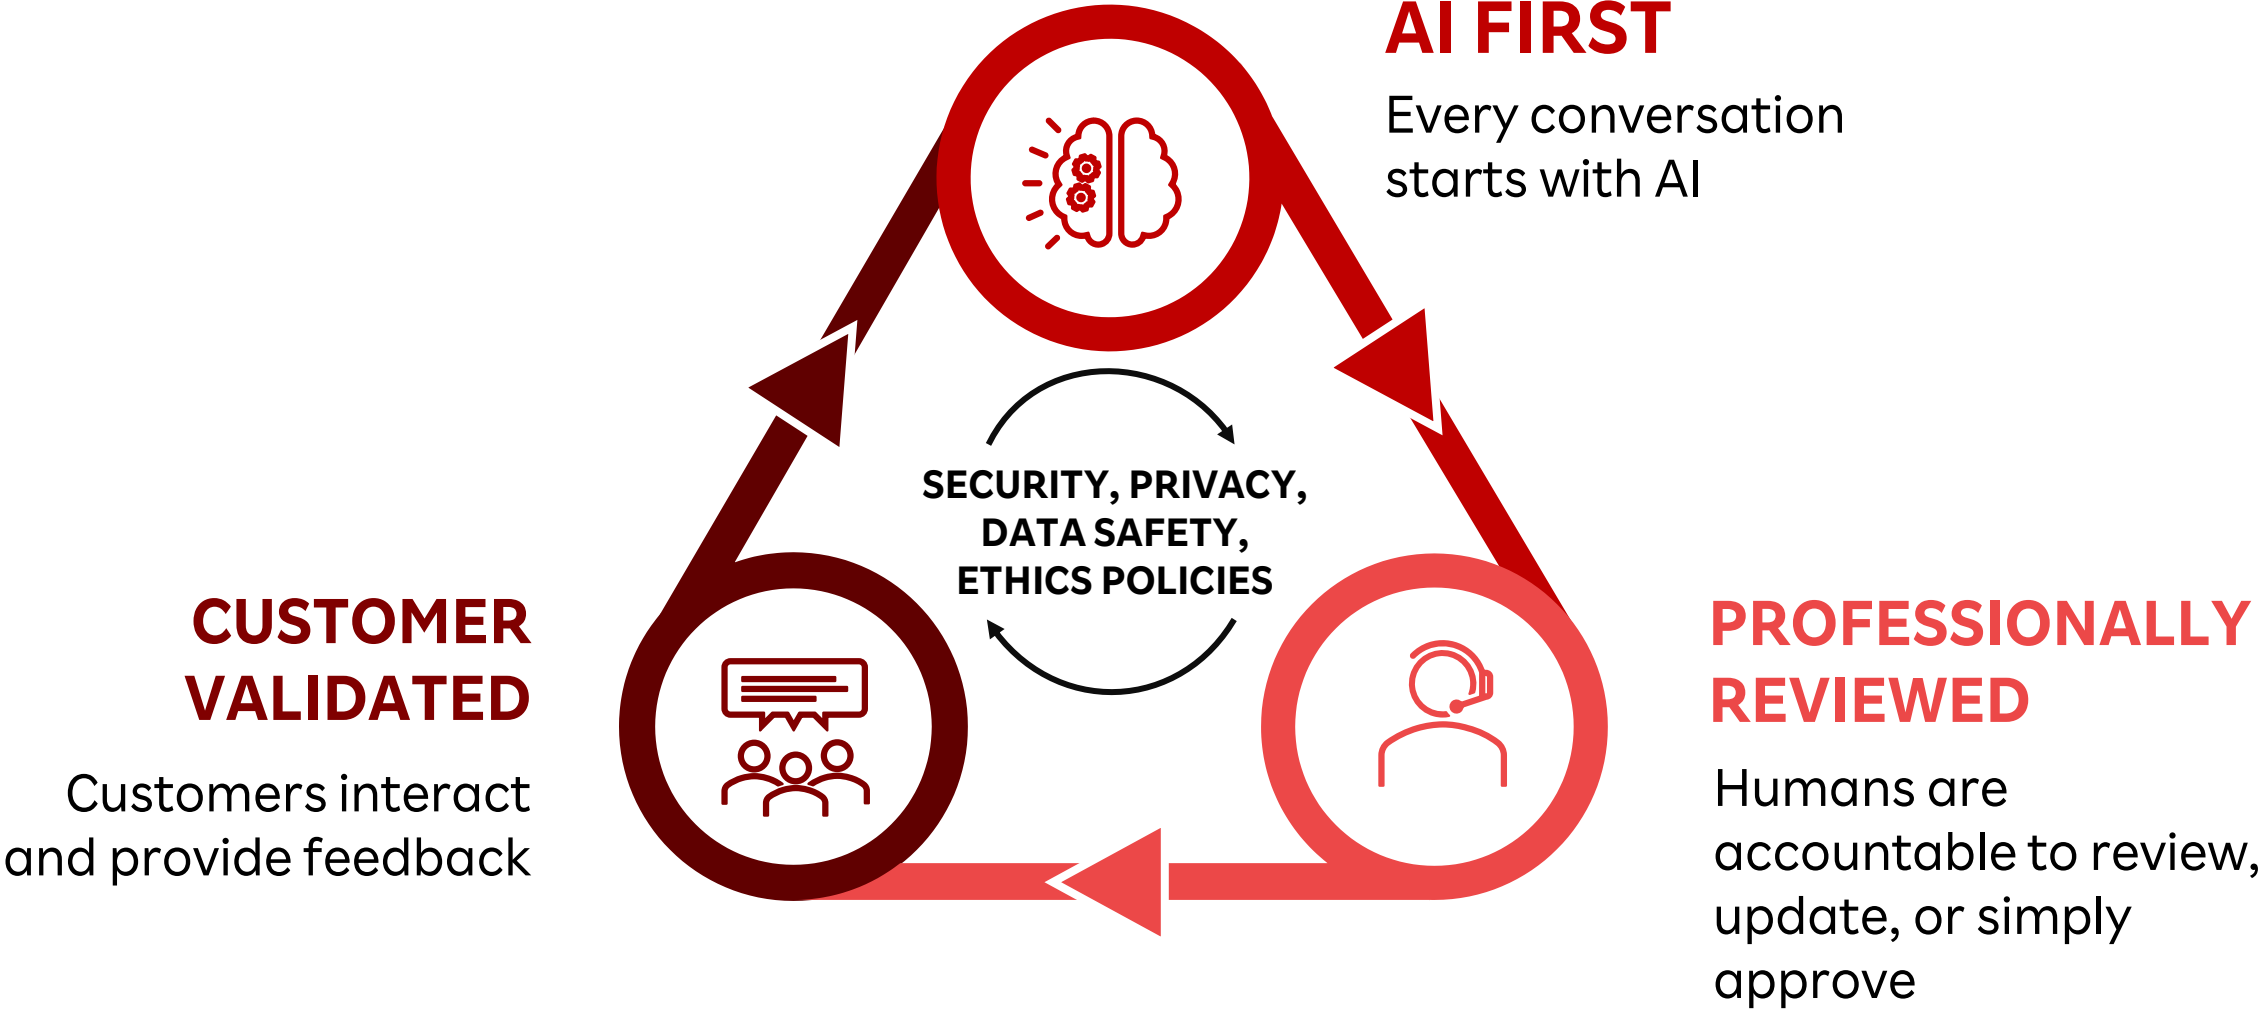 AI FIRST
Every conversation
starts with AI
SECURITY, PRIVACY,
DATA SAFETY,
ETHICS POLICIES
CUSTOMER
VALIDATED
Customers interact
and provide feedback
PROFESSIONALLY
REVIEWED
Humans are
accountable to review,
update, or simply
approve